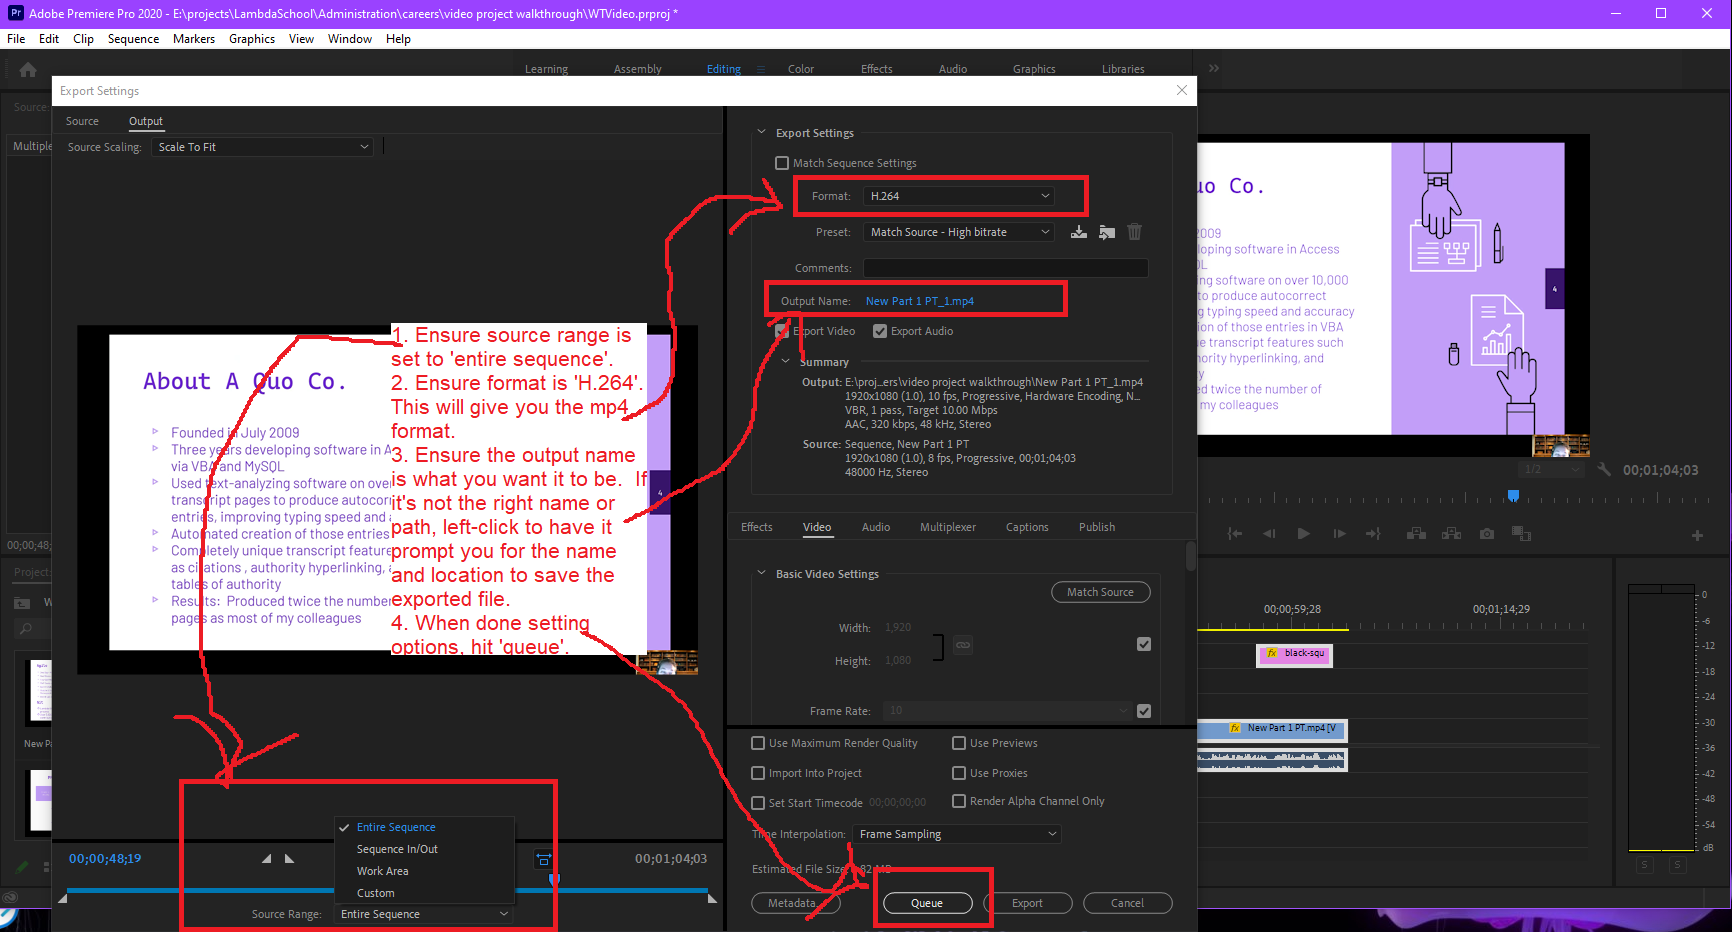 Adobe Premiere Pro 2020 - E:\projects\LambdaSchool\Administration\careers\video project walkthrough\WTVideo.prproj *
File Edit Clip Sequence Markers Graphics View Window Help
Learning Assembly Editing Color Effects Audio Graphics Libraries
Export Settings
Source:
Multiple
Source Output
Source Scaling: Scale To Fit
Export Settings
Match Sequence Settings
Format: H.264
Preset: Match Source - High bitrate
Comments:
Output Name: New Part 1 PT_1.mp4
Export Video Export Audio
Summary
Output: E:\proj...ers\video project walkthrough\New Part 1 PT_1.mp4
1920x1080 (1.0), 10 fps, Progressive, Hardware Encoding, N...
VBR, 1 pass, Target 10.00 Mbps
AAC, 320 kbps, 48 kHz, Stereo
Source: Sequence, New Part 1 PT
1920x1080 (1.0), 8 fps, Progressive, 00;01;04;03
48000 Hz, Stereo
About A Quo Co.
Founded in July 2009
Three years developing software in A
via VBA and MySQL
Used text-analyzing software on over
transcript pages to produce autocorr
entries, improving typing speed and a
Automated creation of those entries
Completely unique transcript feature
as citations , authority hyperlinking, a
tables of authority
Results: Produced twice the number
pages as most of my colleagues
4
1. Ensure source range is
set to 'entire sequence'.
2. Ensure format is 'H.264'.
This will give you the mp4
format.
3. Ensure the output name
is what you want it to be. If
it's not the right name or
path, left-click to have it
prompt you for the name
and location to save the
exported file.
4. When done setting
options, hit 'queue'.
Effects Video Audio Multiplexer Captions Publish
Basic Video Settings
Match Source
Width: 1,920
Height: 1,080
Frame Rate: 10
Use Maximum Render Quality Use Previews
Import Into Project Use Proxies
Set Start Timecode 00;00;00;00 Render Alpha Channel Only
Time Interpolation: Frame Sampling
Estimated File Size: 82 MB
Metadata... Queue Export Cancel
Entire Sequence
Sequence In/Out
Work Area
Custom
00;00;48;19 00;01;04;03
Source Range: Entire Sequence
00;00;48;
Project:
W
New Pa
uo Co.
2009
loping software in Access
QL
ng software on over 10,000
to produce autocorrect
g typing speed and accuracy
ion of those entries in VBA
ue transcript features such
hority hyperlinking, and
y
ed twice the number of
my colleagues
4
1/2 00;01;04;03
00;00;59;28 00;01;14;29
black-squ
New Part 1 PT.mp4 [V
0
-6
-12
-18
-24
-30
-36
-42
-48
-54
dB
S S